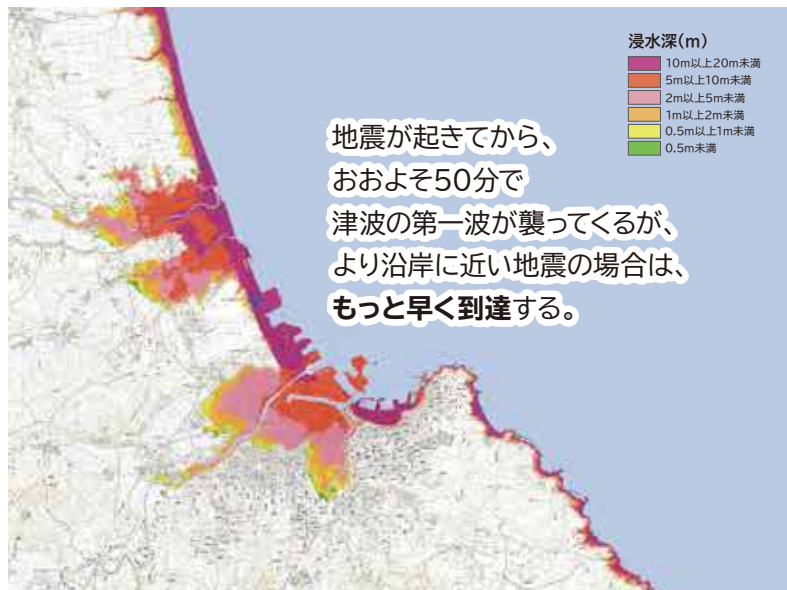 浸水深(m)
10m以上20m未満
5m以上10m未満
2m以上5m未満
1m以上2m未満
0.5m以上1m未満
0.5m未満
地震が起きてから、
おおよそ50分で
津波の第一波が襲ってくるが、
より沿岸に近い地震の場合は、
もっと早く到達する。